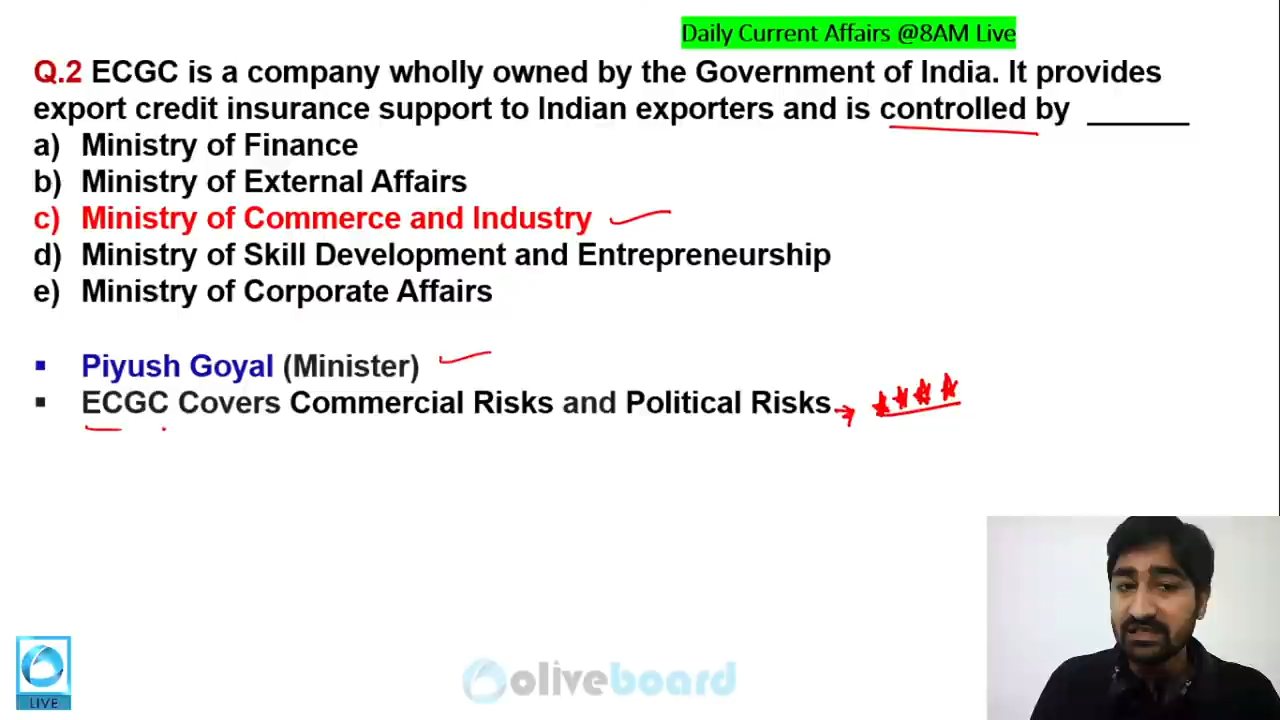 Daily Current Affairs @8AM Live
Q.2 ECGC is a company wholly owned by the Government of India. It provides
export credit insurance support to Indian exporters and is controlled by ______
a) Ministry of Finance
b) Ministry of External Affairs
c) Ministry of Commerce and Industry
d) Ministry of Skill Development and Entrepreneurship
e) Ministry of Corporate Affairs
▪ Piyush Goyal (Minister)
▪ ECGC Covers Commercial Risks and Political Risks
LIVE
oliveboard